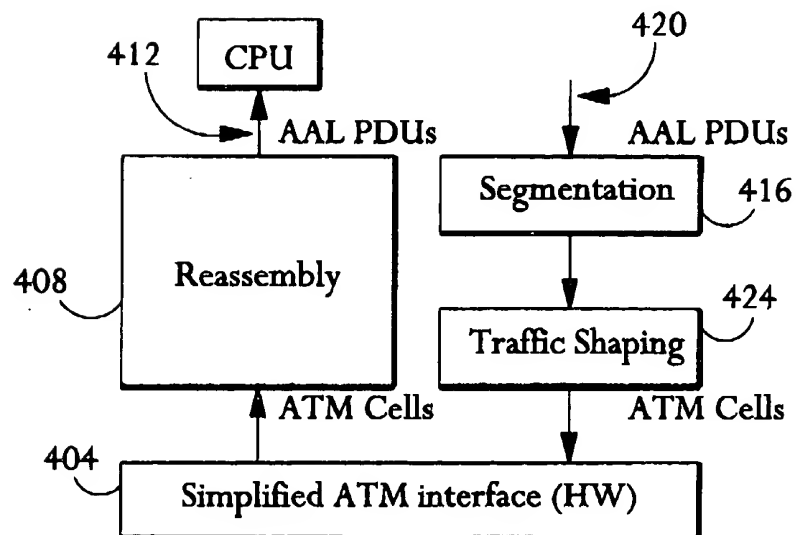 420
412
CPU
AAL PDUs
AAL PDUs
Segmentation
416
Reassembly
408
424
Traffic Shaping
ATM Cells
ATM Cells
404
Simplified ATM interface (HW)